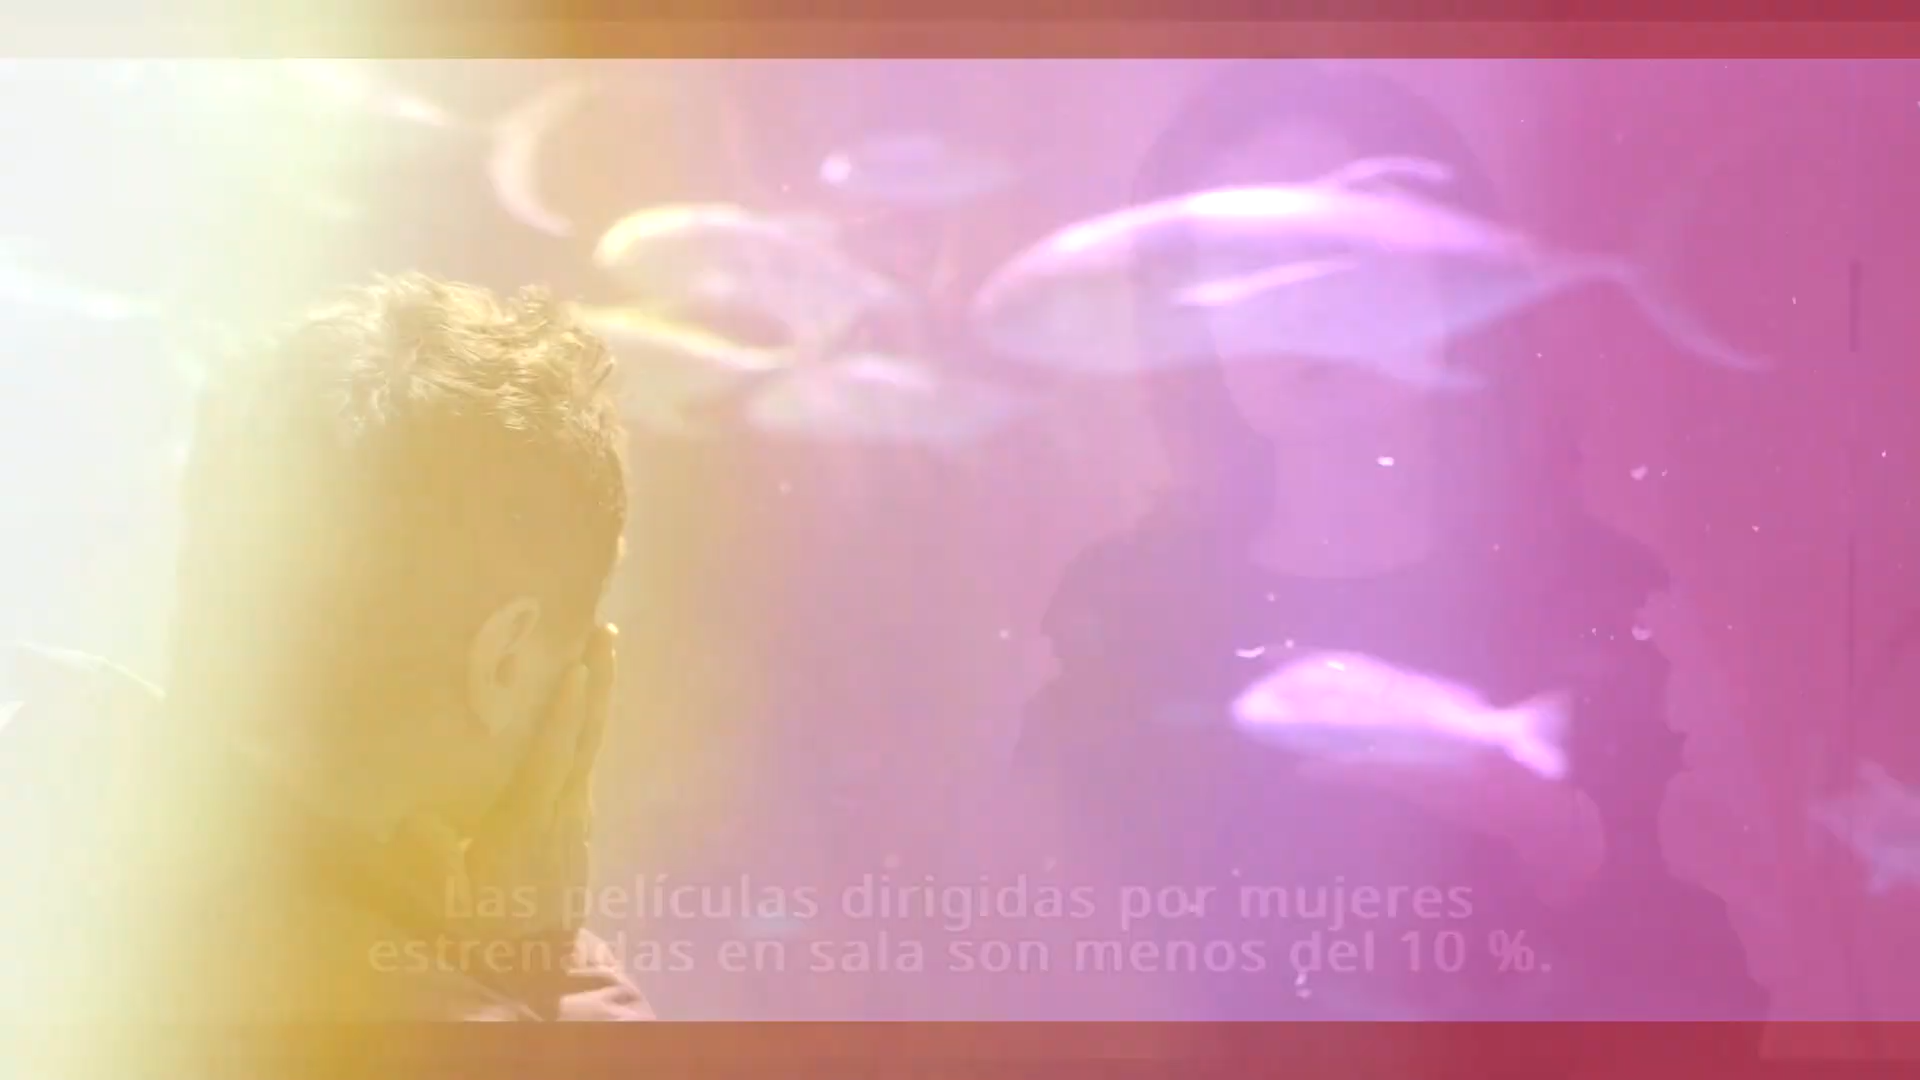 Las películas dirigidas por mujeres
estrenadas en sala son menos del 10 %.